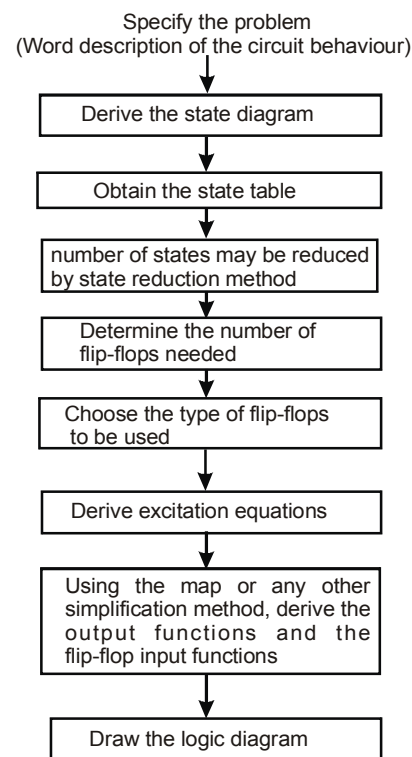 Specify the problem
(Word description of the circuit behaviour)
Derive the state diagram
Obtain the state table
number of states may be reduced
by state reduction method
Determine the number of
flip-flops needed
Choose the type of flip-flops
to be used
Derive excitation equations
Using the map or any other
simplification method, derive the
output functions and the
flip-flop input functions
Draw the logic diagram